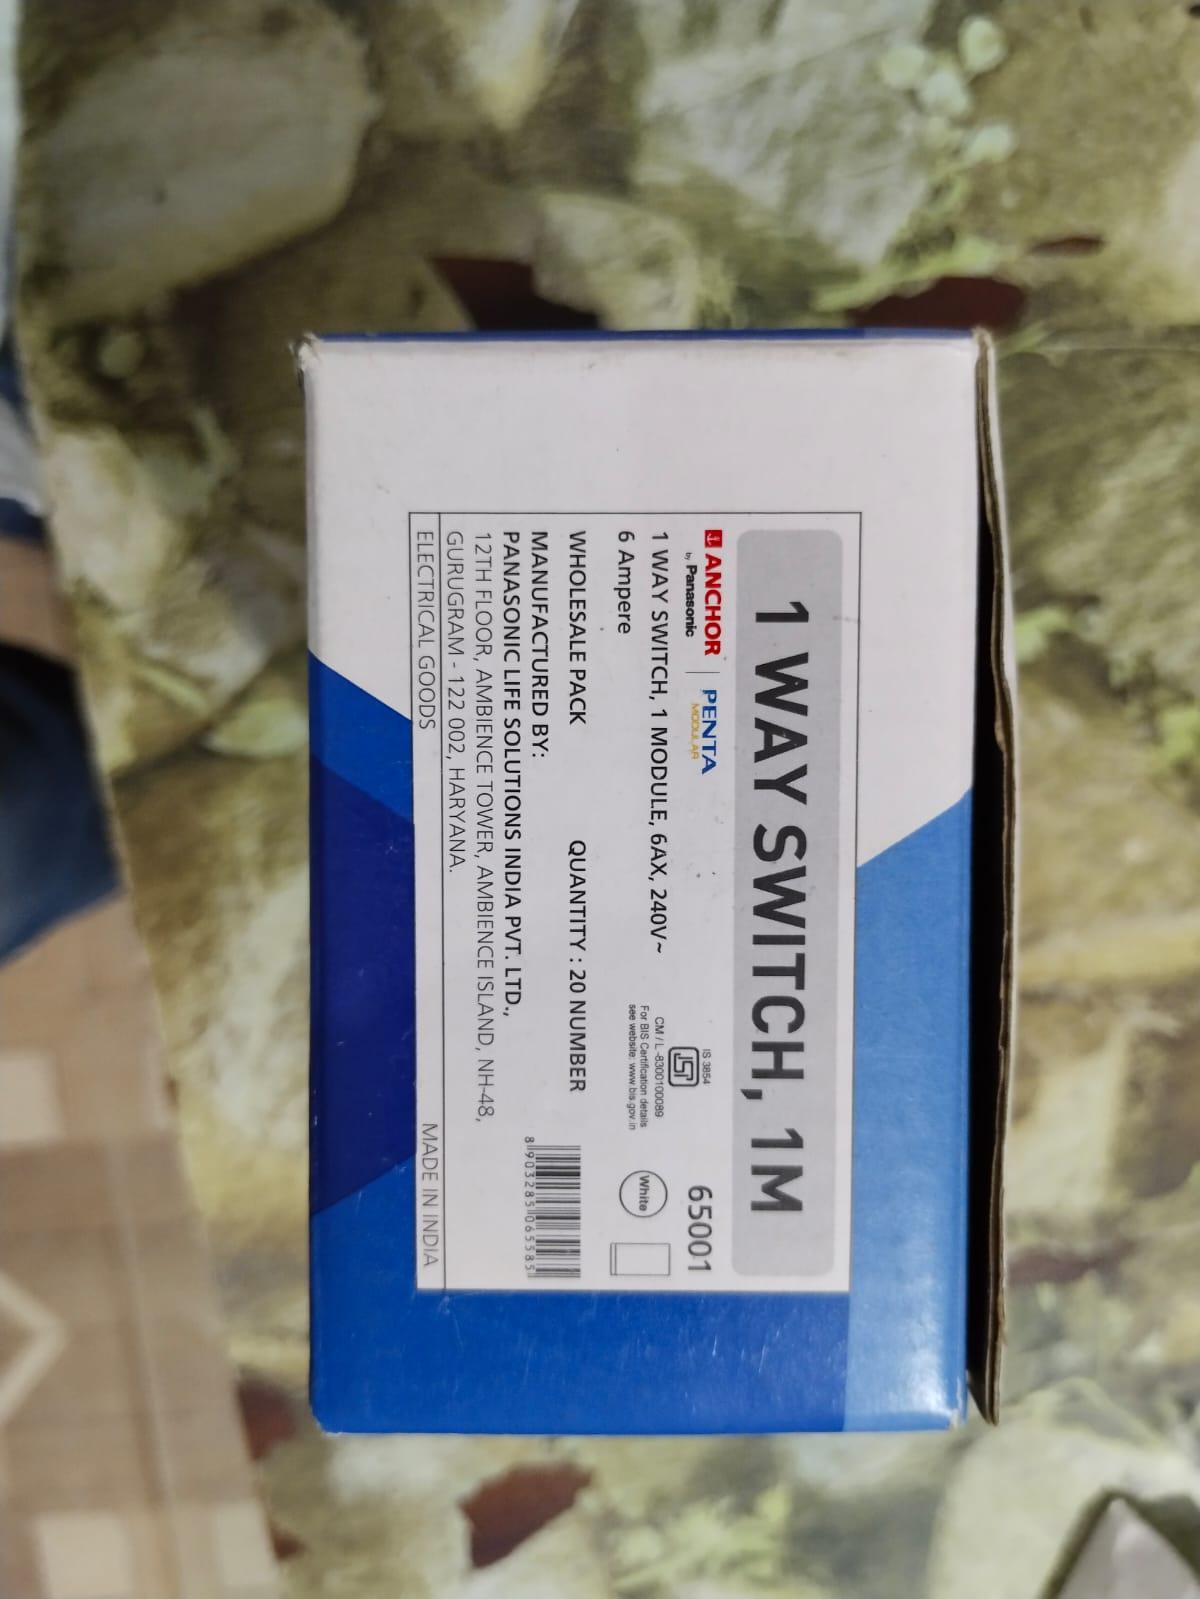 1 WAY SWITCH, 1M
ANCHOR | PENTA
by Panasonic MODULAR
65001
1 WAY SWITCH, 1 MODULE, 6AX, 240V~
6 Ampere
IS 3854
ISI
CM / L -8300100089
For BIS Certification details
see website: www.bis.gov.in
White
WHOLESALE PACK QUANTITY : 20 NUMBER
MANUFACTURED BY:
PANASONIC LIFE SOLUTIONS INDIA PVT. LTD.,
12TH FLOOR, AMBIENCE TOWER, AMBIENCE ISLAND, NH-48,
GURUGRAM - 122 002, HARYANA.
8903285065585
ELECTRICAL GOODS MADE IN INDIA